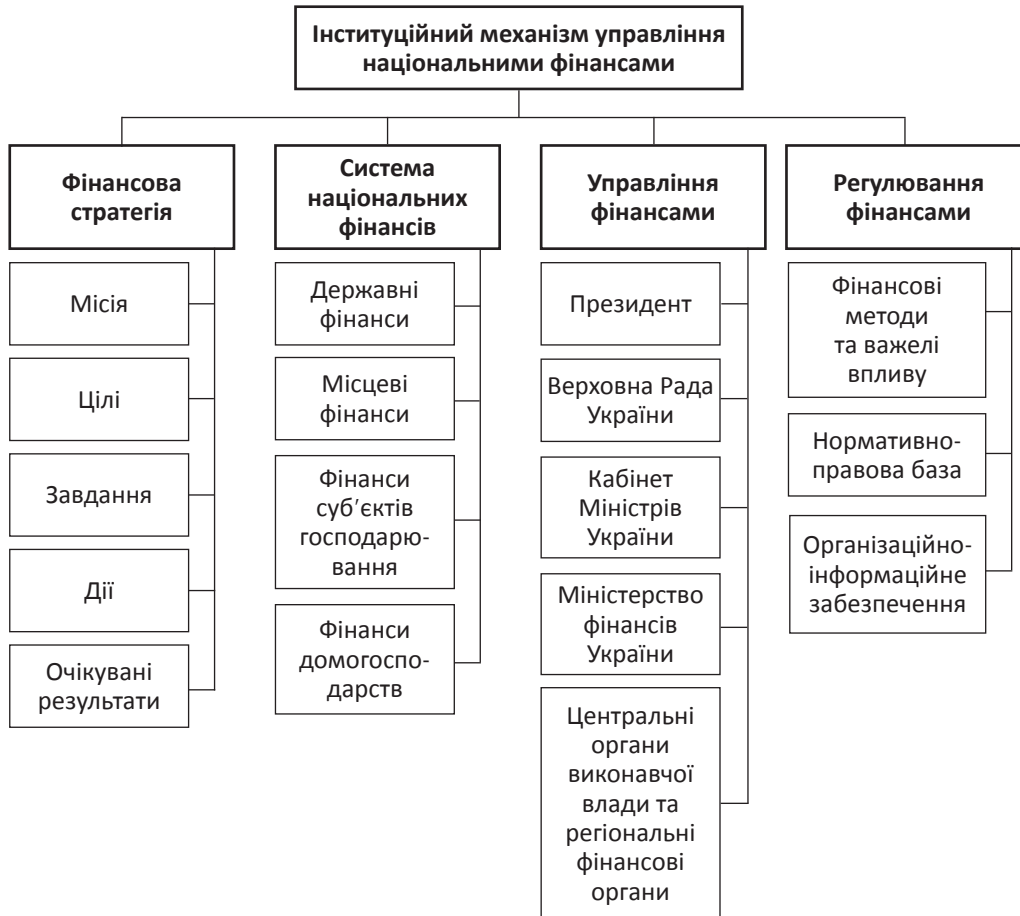 Інституційний механізм управління
національними фінансами
Фінансова
стратегія
Місія
Цілі
Завдання
Дії
Очікувані
результати
Система
національних
фінансів
Державні
фінанси
Місцеві
фінанси
Фінанси
суб’єктів
господарю-
вання
Фінанси
домогоспо-
дарств
Управління
фінансами
Президент
Верховна Рада
України
Кабінет
Міністрів
України
Міністерство
фінансів
України
Центральні
органи
виконавчої
влади та
регіональні
фінансові
органи
Регулювання
фінансами
Фінансові
методи
та важелі
впливу
Нормативно-
правова база
Організаційно-
інформаційне
забезпечення